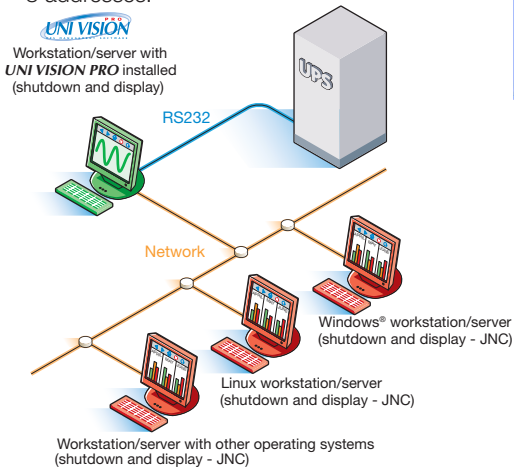 PRO
UNI VISION
Workstation/server with
UNI VISION PRO installed
(shutdown and display)
UPS
RS232
Network
Windows® workstation/server
(shutdown and display - JNC)
Linux workstation/server
(shutdown and display - JNC)
Workstation/server with other operating systems
(shutdown and display - JNC)